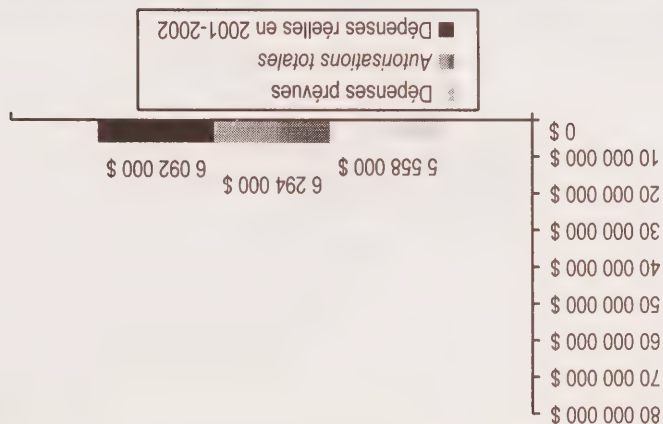 80 000 000 $
70 000 000 $
60 000 000 $
50 000 000 $
40 000 000 $
30 000 000 $
20 000 000 $
10 000 000 $
0 $
5 558 000 $
6 294 000 $
6 092 000 $
Dépenses prévues
Autorisations totales
Dépenses réelles en 2001-2002